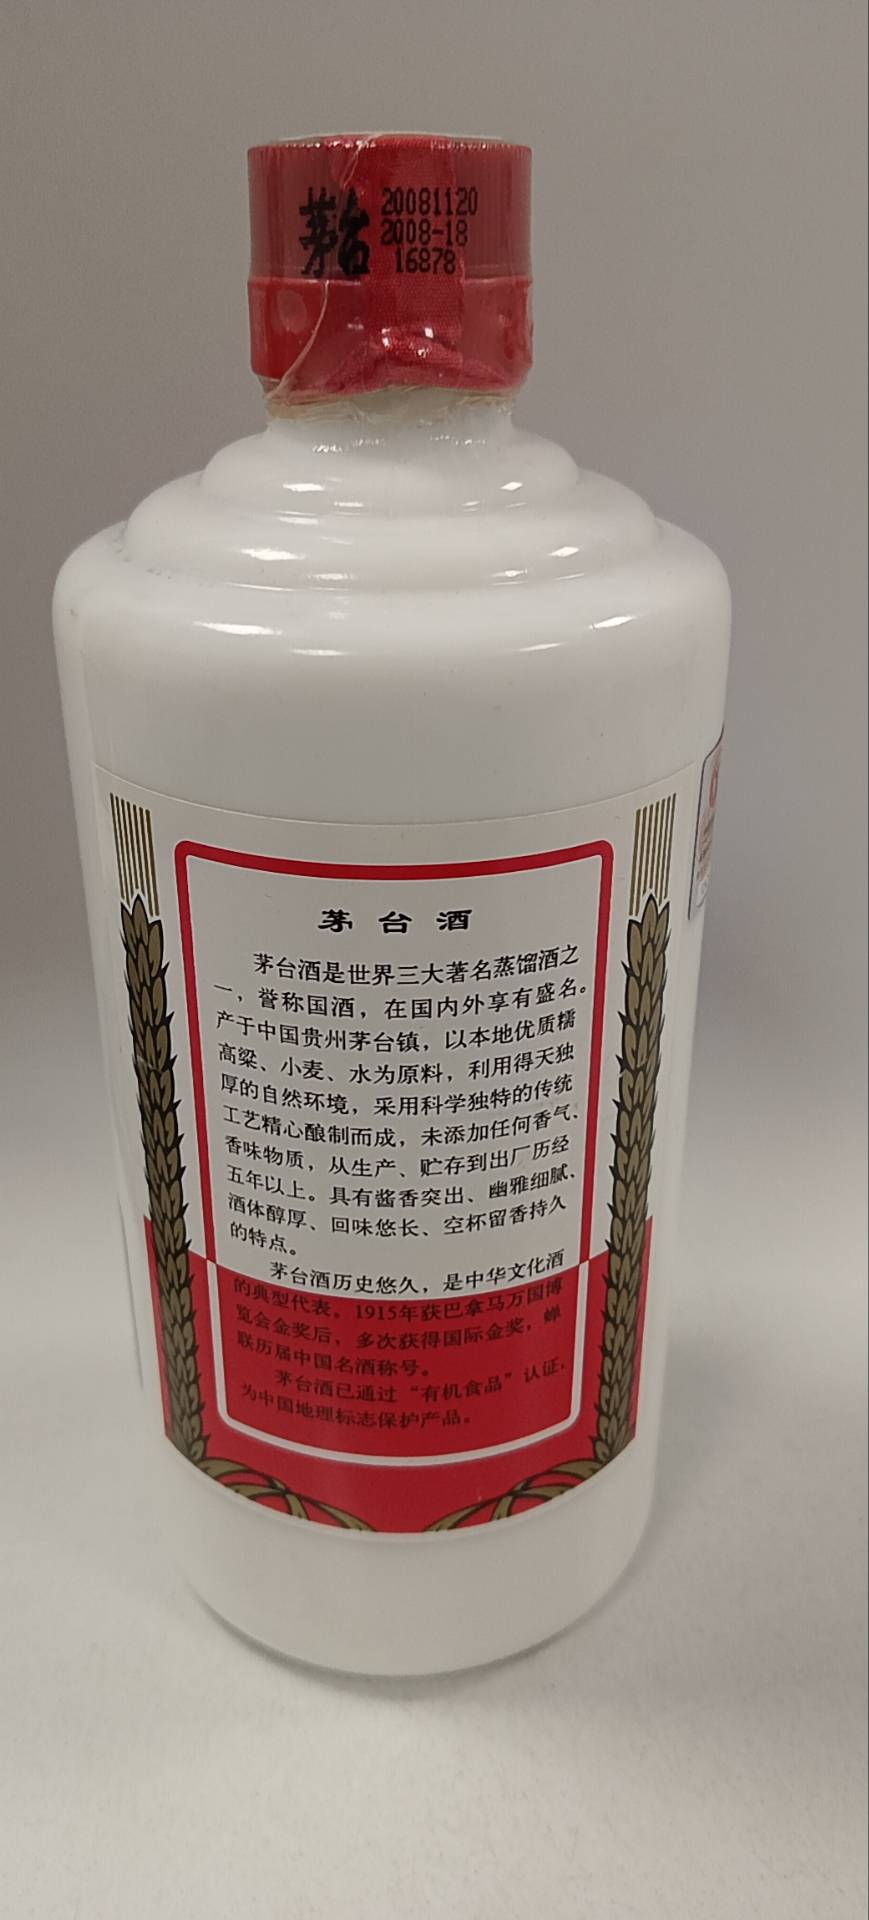 茅台
20081120
2008-18
16878
茅台酒
茅台酒是世界三大著名蒸馏酒之
一，誉称国酒，在国内外享有盛名。
产于中国贵州茅台镇，以本地优质糯
高粱、小麦、水为原料，利用得天独
厚的自然环境，采用科学独特的传统
工艺精心酿制而成，未添加任何香气、
香味物质，从生产、贮存到出厂历经
五年以上。具有酱香突出、幽雅细腻、
酒体醇厚、回味悠长、空杯留香持久
的特点。
茅台酒历史悠久，是中华文化酒
的典型代表。1915年获巴拿马万国博
览会金奖后，多次获得国际金奖，蝉
联历届中国名酒称号。
茅台酒已通过“有机食品”认证，
为中国地理标志保护产品。